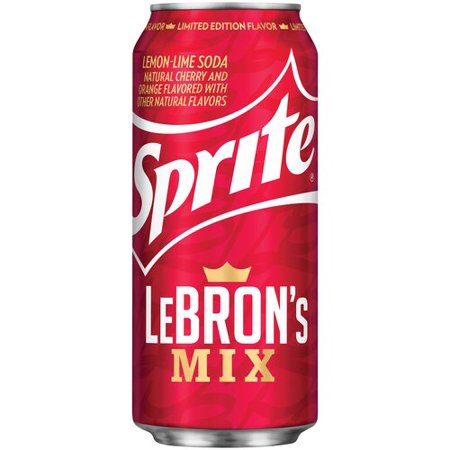 FLAVOR LIMITED EDITION FLAVOR
LEMON-LIME SODA
NATURAL CHERRY AND
ORANGE FLAVORED WITH
OTHER NATURAL FLAVORS
Sprite
®
LEBRON'S
MIX